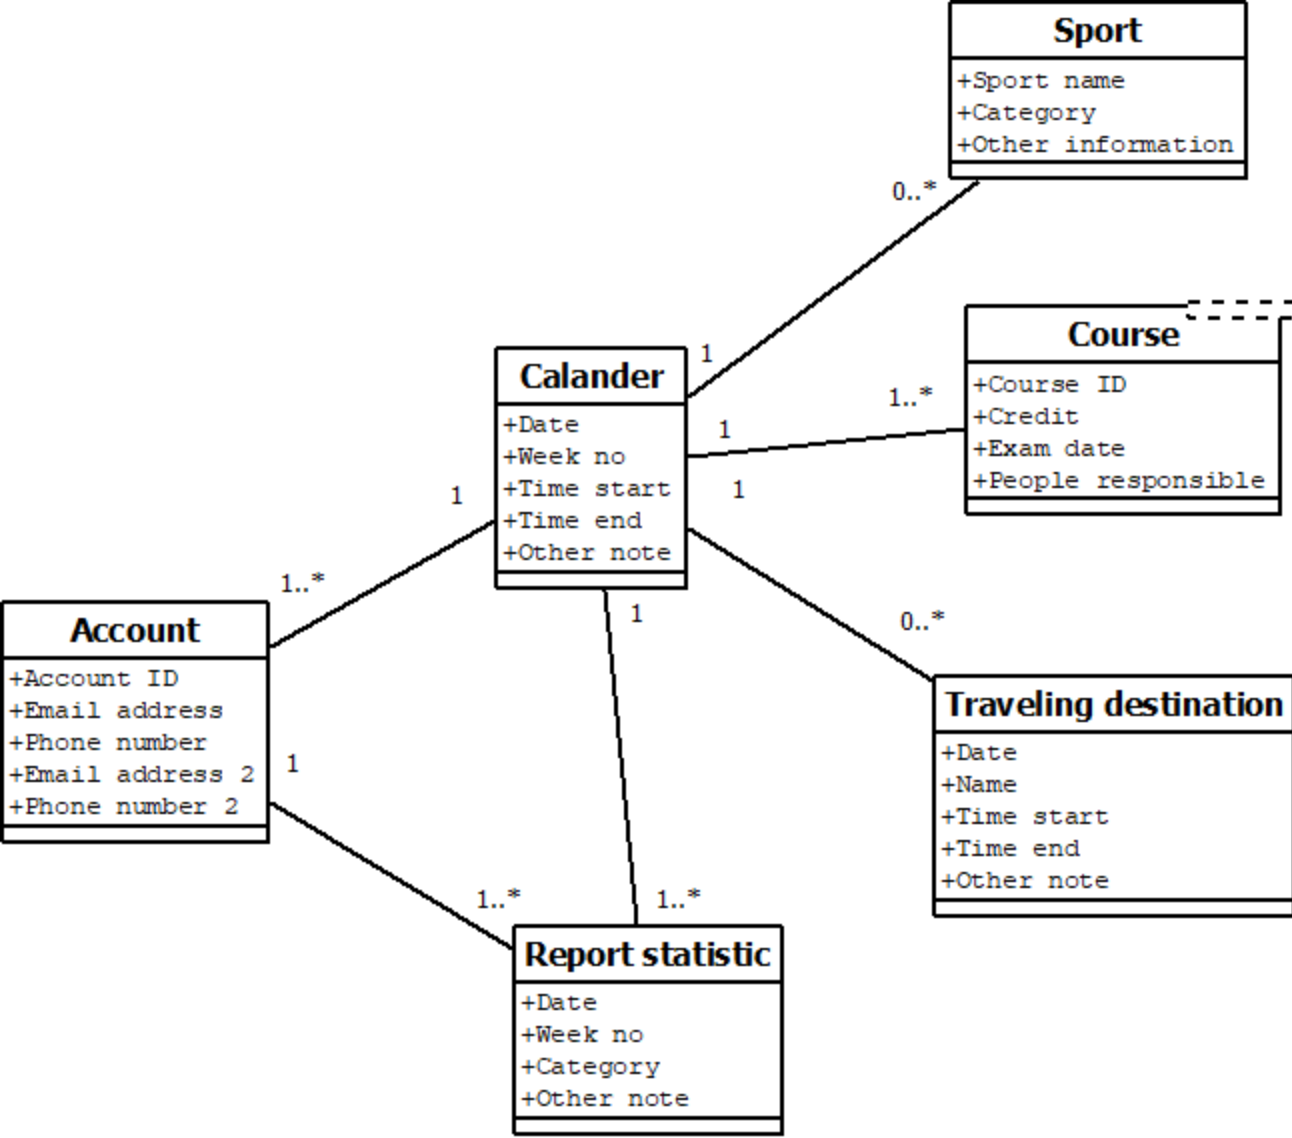 Sport
+Sport name
+Category
+Other information
0..*
1
Course
+Course ID
+Credit
+Exam date
+People responsible
1..*
1
Calander
+Date
+Week no
+Time start
+Time end
+Other note
1
1
1..*
1
0..*
Account
+Account ID
+Email address
+Phone number
+Email address 2
+Phone number 2
Traveling destination
+Date
+Name
+Time start
+Time end
+Other note
1
1..*
1..*
Report statistic
+Date
+Week no
+Category
+Other note